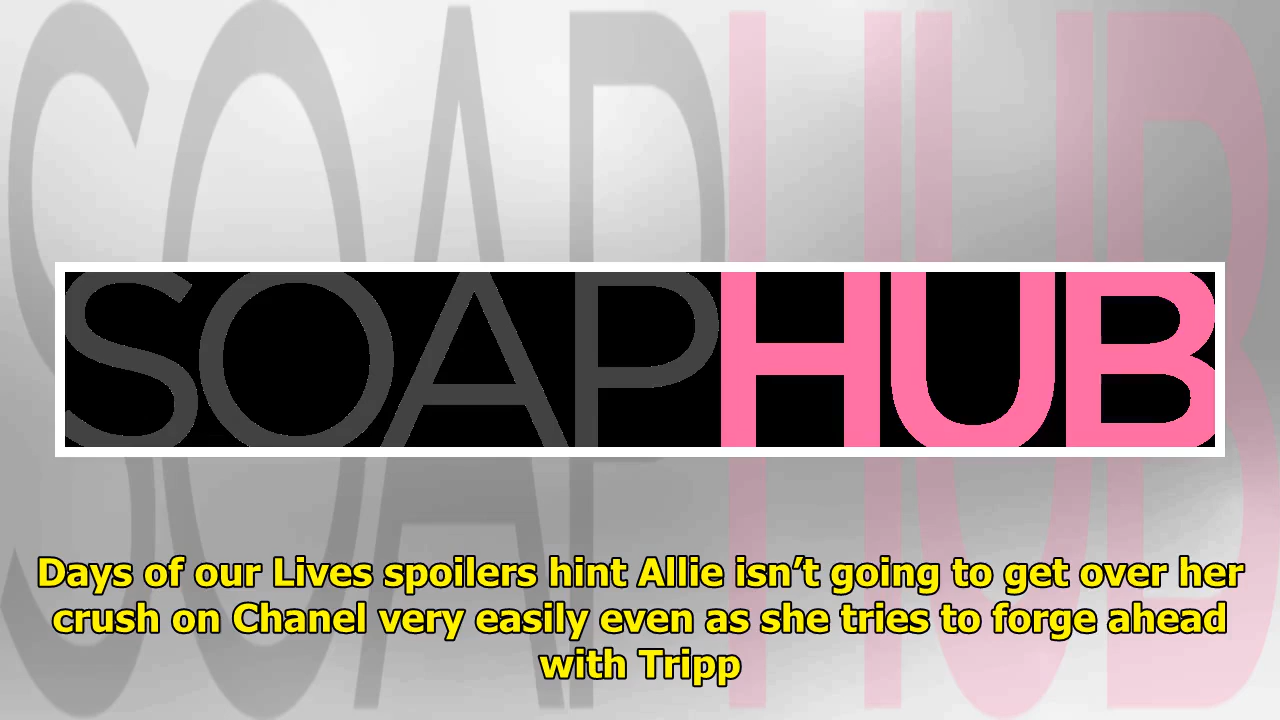 SOAPHUB
Days of our Lives spoilers hint Allie isn’t going to get over her
crush on Chanel very easily even as she tries to forge ahead
with Tripp